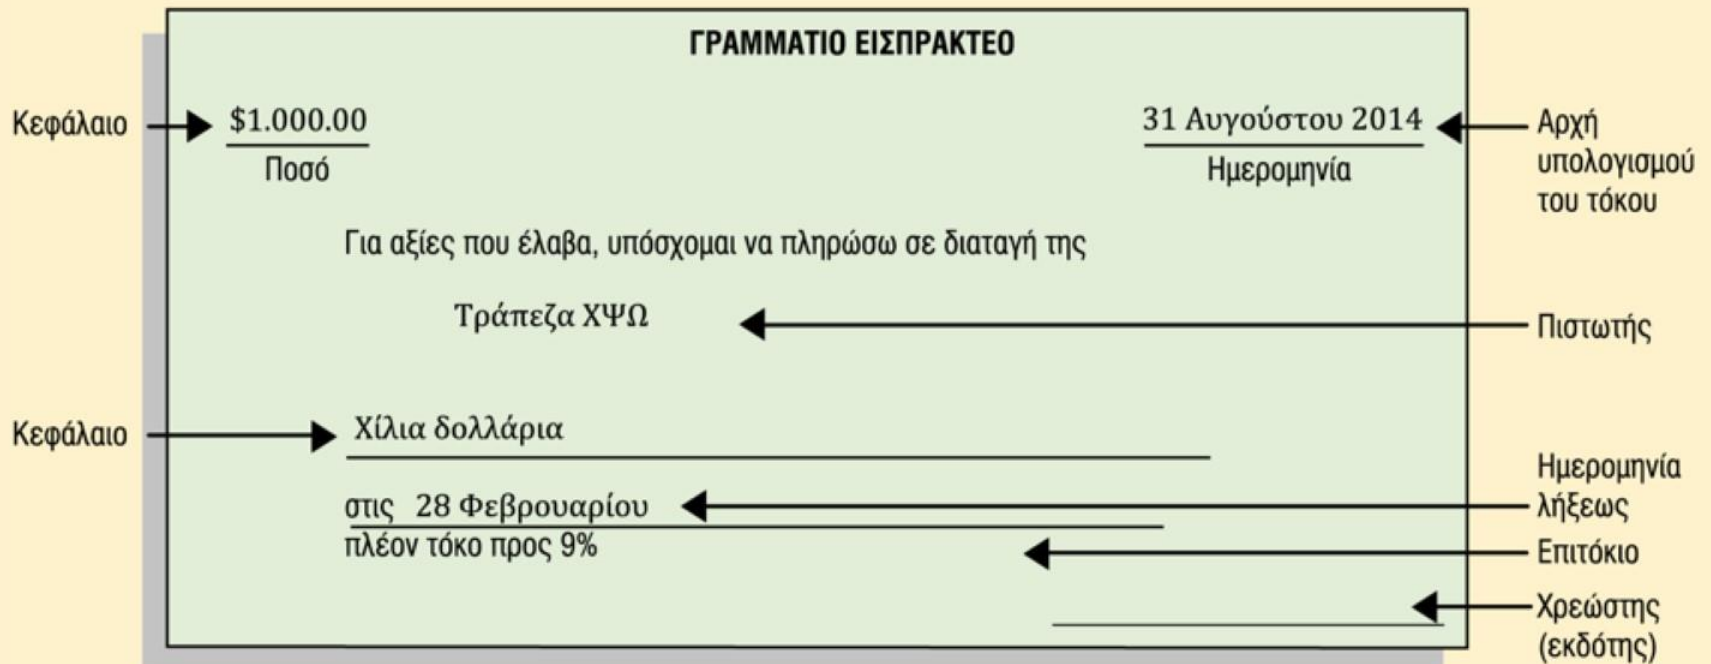 ΓΡΑΜΜΑΤΙΟ ΕΙΣΠΡΑΚΤΕΟ
Κεφάλαιο
$1.000.00
Ποσό
31 Αυγούστου 2014
Ημερομηνία
Αρχή
υπολογισμού
του τόκου
Για αξίες που έλαβα, υπόσχομαι να πληρώσω σε διαταγή της
Τράπεζα ΧΨΩ
Πιστωτής
Κεφάλαιο
Χίλια δολλάρια
στις 28 Φεβρουαρίου
Ημερομηνία
λήξεως
πλέον τόκο προς 9%
Επιτόκιο
Χρεώστης
(εκδότης)